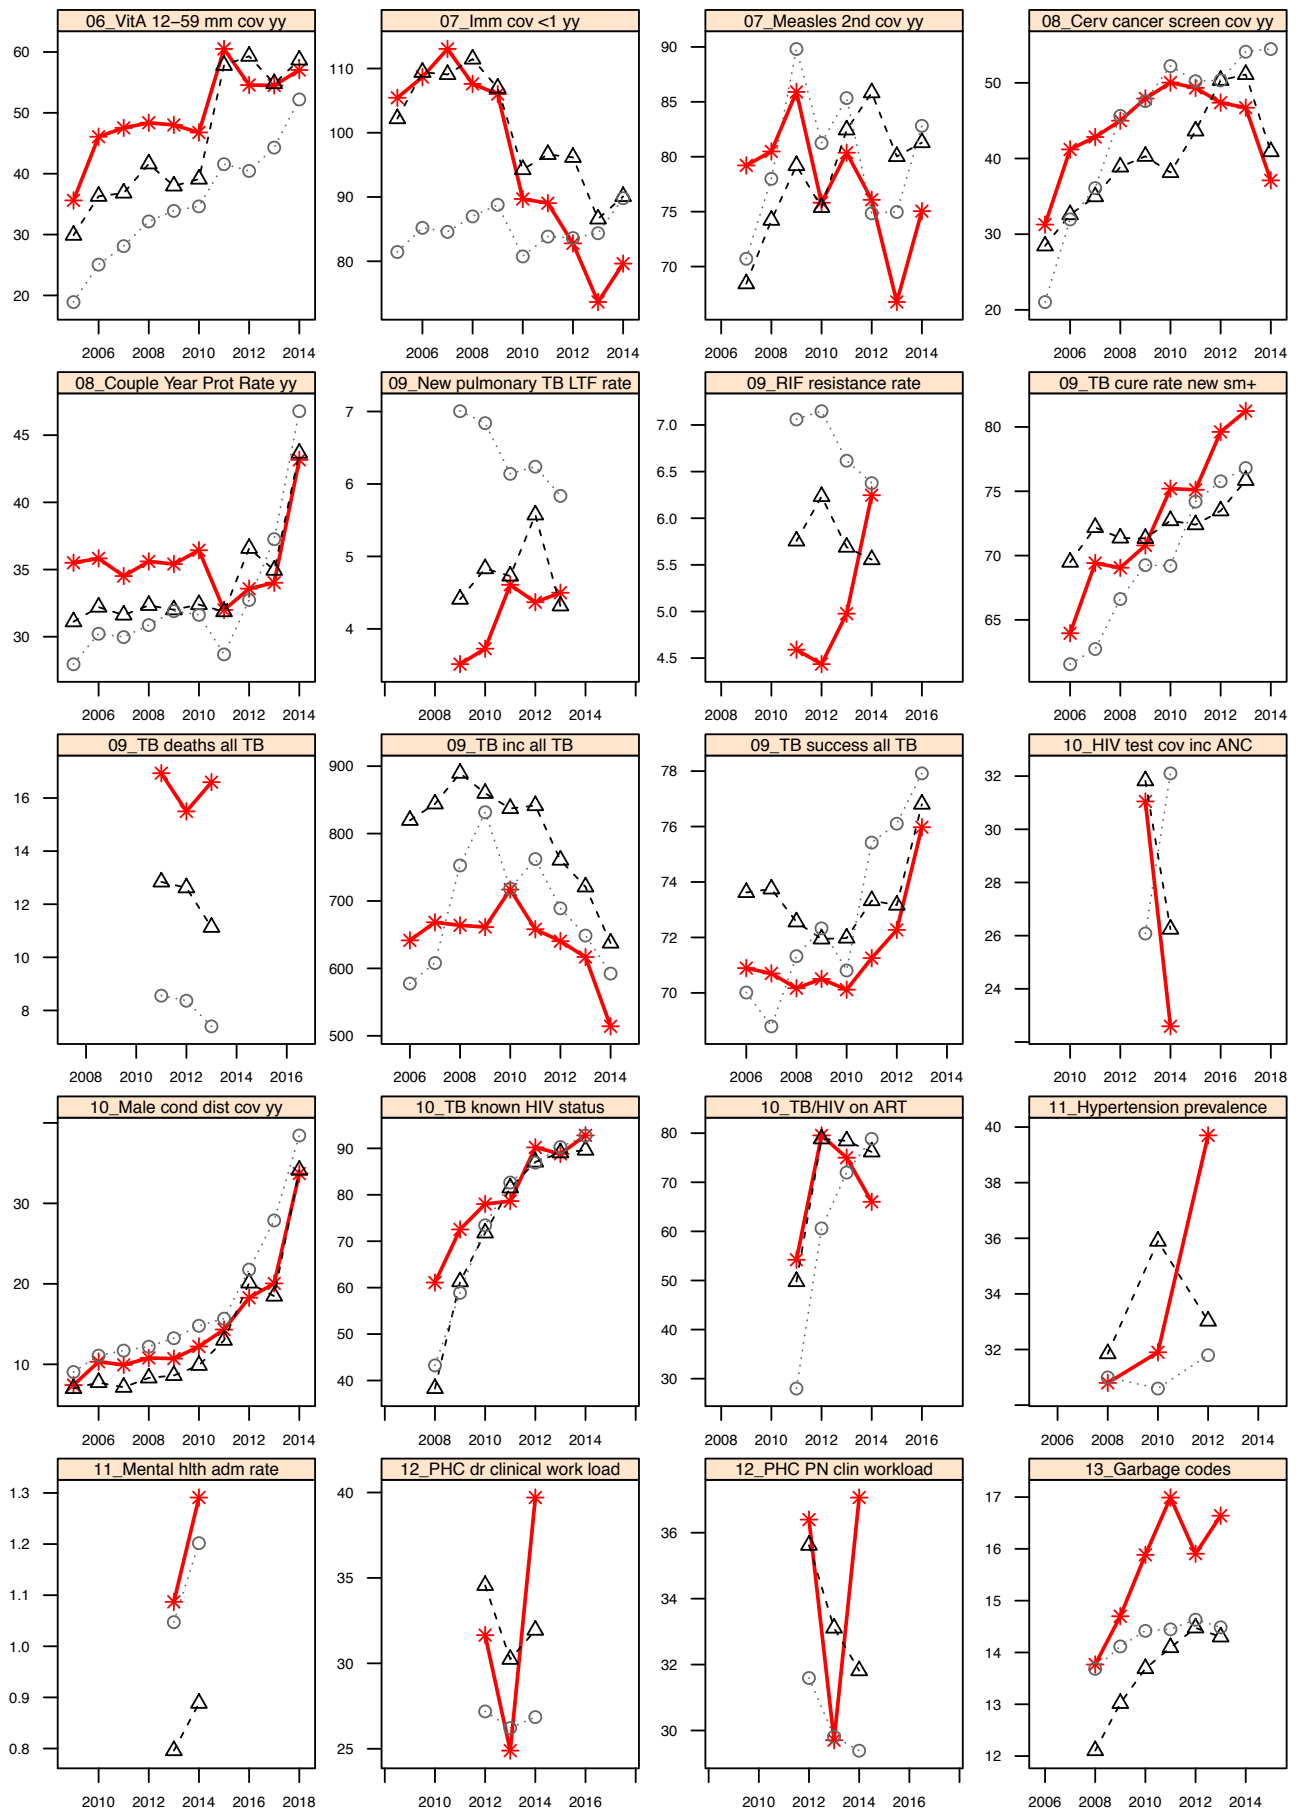 06_VitA 12−59 mm cov yy
07_Imm cov <1 yy
07_Measles 2nd cov yy
08_Cerv cancer screen cov yy
60
50
40
30
20
110
100
90
80
90
85
80
75
70
50
40
30
20
2006 2008 2010 2012 2014
2006 2008 2010 2012 2014
2006 2008 2010 2012 2014
2006 2008 2010 2012 2014
08_Couple Year Prot Rate yy
09_New pulmonary TB LTF rate
09_RIF resistance rate
09_TB cure rate new sm+
45
40
35
30
7
6
5
4
7.0
6.5
6.0
5.5
5.0
4.5
80
75
70
65
2006 2008 2010 2012 2014
2008 2010 2012 2014 2016
2008 2010 2012 2014 2016
2006 2008 2010 2012 2014
09_TB deaths all TB
09_TB inc all TB
09_TB success all TB
10_HIV test cov inc ANC
16
14
12
10
8
900
800
700
600
500
78
76
74
72
70
32
30
28
26
24
2008 2010 2012 2014 2016
2006 2008 2010 2012 2014
2006 2008 2010 2012 2014
2010 2012 2014 2016 2018
10_Male cond dist cov yy
10_TB known HIV status
10_TB/HIV on ART
11_Hypertension prevalence
30
20
10
90
80
70
60
50
40
80
70
60
50
40
30
40
38
36
34
32
2006 2008 2010 2012 2014
2008 2010 2012 2014 2016
2008 2010 2012 2014 2016
2006 2008 2010 2012 2014
11_Mental hlth adm rate
12_PHC dr clinical work load
12_PHC PN clin workload
13_Garbage codes
1.3
1.2
1.1
1.0
0.9
0.8
40
35
30
25
36
34
32
30
17
16
15
14
13
12
2010 2012 2014 2016 2018
2008 2010 2012 2014 2016
2008 2010 2012 2014 2016
2006 2008 2010 2012 2014